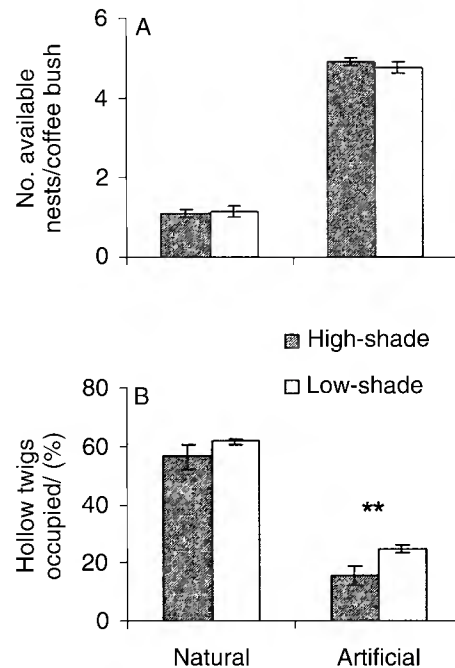 A
No. available
nests/coffee bush
6
4
2
0
High-shade
Low-shade
B
Hollow twigs
occupied/ (%)
80
60
40
20
0
**
Natural
Artificial